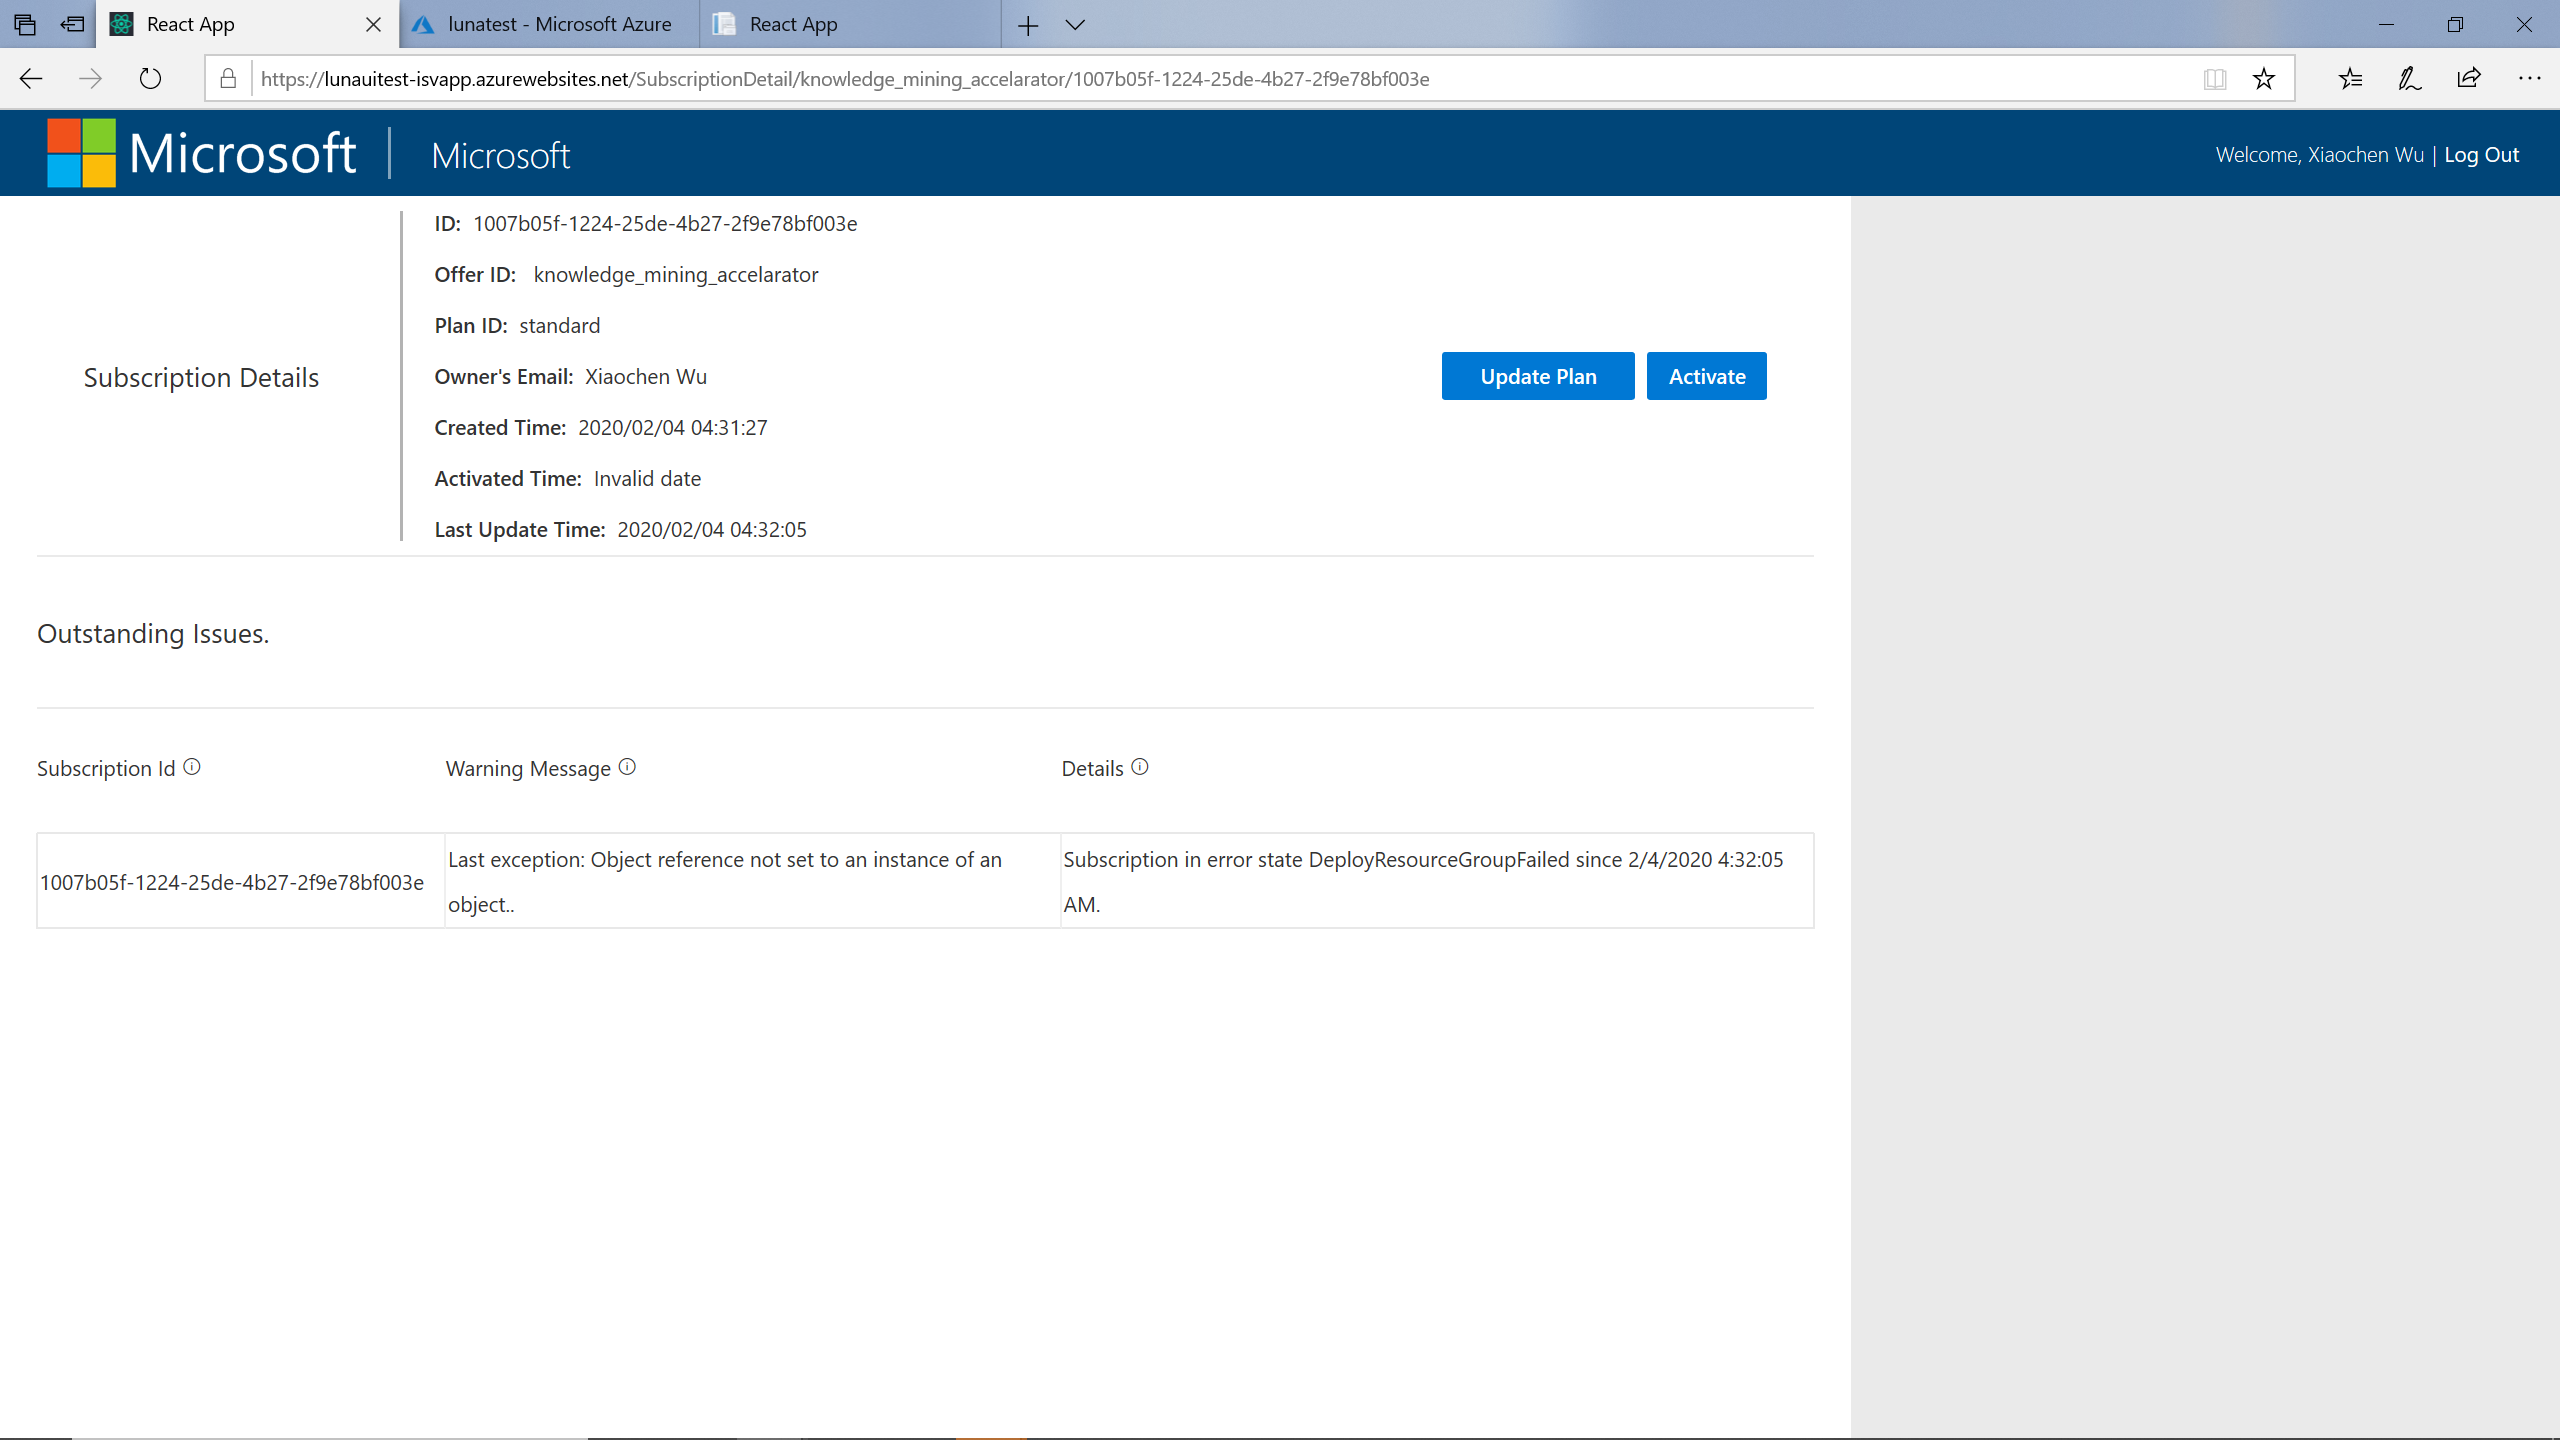 React App
lunatest - Microsoft Azure
React App
https://lunauitest-isvapp.azurewebsites.net/SubscriptionDetail/knowledge_mining_accelarator/1007b05f-1224-25de-4b27-2f9e78bf003e
Microsoft | Microsoft
Welcome, Xiaochen Wu | Log Out
Subscription Details
ID: 1007b05f-1224-25de-4b27-2f9e78bf003e
Offer ID: knowledge_mining_accelarator
Plan ID: standard
Owner's Email: Xiaochen Wu
Created Time: 2020/02/04 04:31:27
Activated Time: Invalid date
Last Update Time: 2020/02/04 04:32:05
Update Plan
Activate
Outstanding Issues.
Subscription Id
Warning Message
Details
1007b05f-1224-25de-4b27-2f9e78bf003e
Last exception: Object reference not set to an instance of an
object..
Subscription in error state DeployResourceGroupFailed since 2/4/2020 4:32:05
AM.